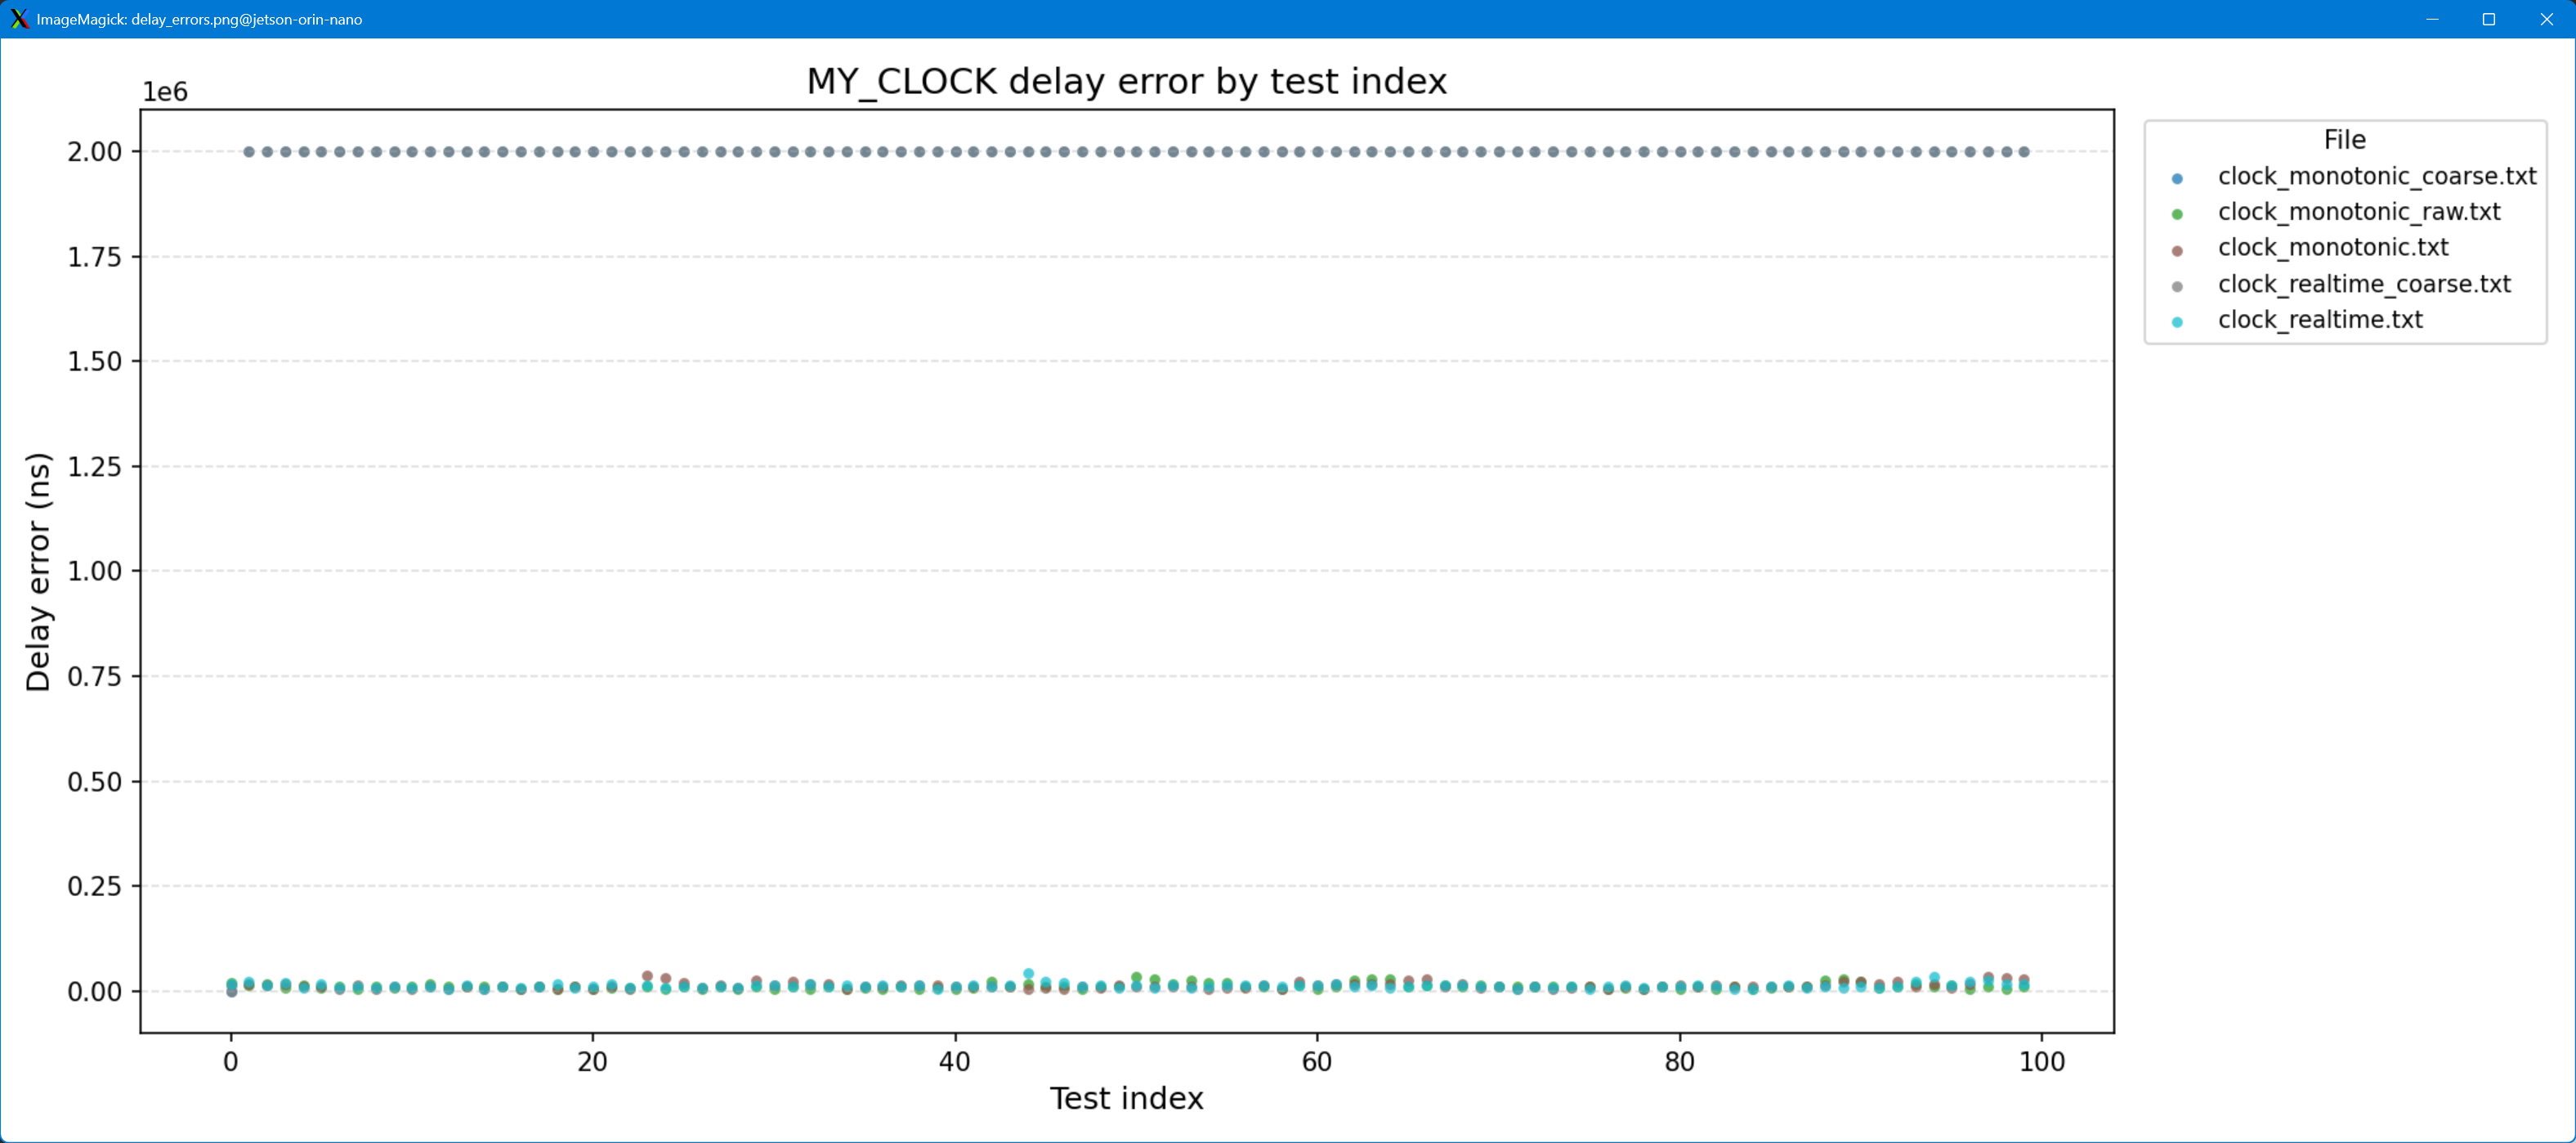 ImageMagick: delay_errors.png@jetson-orin-nano
MY_CLOCK delay error by test index
1e6
2.00
1.75
1.50
1.25
1.00
0.75
0.50
0.25
0.00
Delay error (ns)
0 20 40 60 80 100
Test index
File
clock_monotonic_coarse.txt
clock_monotonic_raw.txt
clock_monotonic.txt
clock_realtime_coarse.txt
clock_realtime.txt